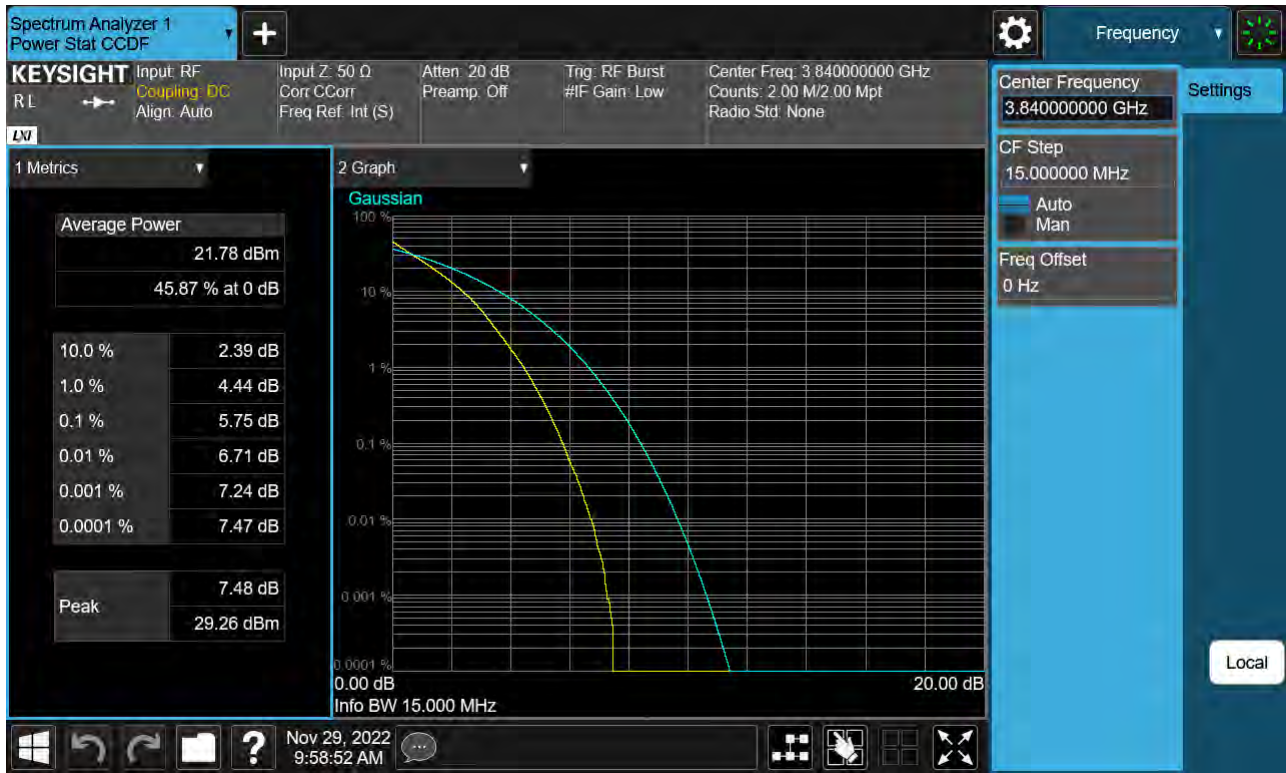 Spectrum Analyzer 1
Power Stat CCDF
Frequency
KEYSIGHT
RL
LXI
Input: RF
Coupling: DC
Align: Auto
Input Z: 50 Ω
Corr CCorr
Freq Ref: Int (S)
Atten: 20 dB
Preamp: Off
Trig: RF Burst
#IF Gain: Low
Center Freq: 3.840000000 GHz
Counts: 2.00 M/2.00 Mpt
Radio Std: None
1 Metrics
Average Power
21.78 dBm
45.87 % at 0 dB
10.0 % 2.39 dB
1.0 % 4.44 dB
0.1 % 5.75 dB
0.01 % 6.71 dB
0.001 % 7.24 dB
0.0001 % 7.47 dB
Peak
7.48 dB
29.26 dBm
2 Graph
Gaussian
100 %
10 %
1 %
0.1 %
0.01 %
0.001 %
0.0001 %
0.00 dB
20.00 dB
Info BW 15.000 MHz
Center Frequency
3.840000000 GHz
Settings
CF Step
15.000000 MHz
Auto
Man
Freq Offset
0 Hz
Local
?
Nov 29, 2022
9:58:52 AM